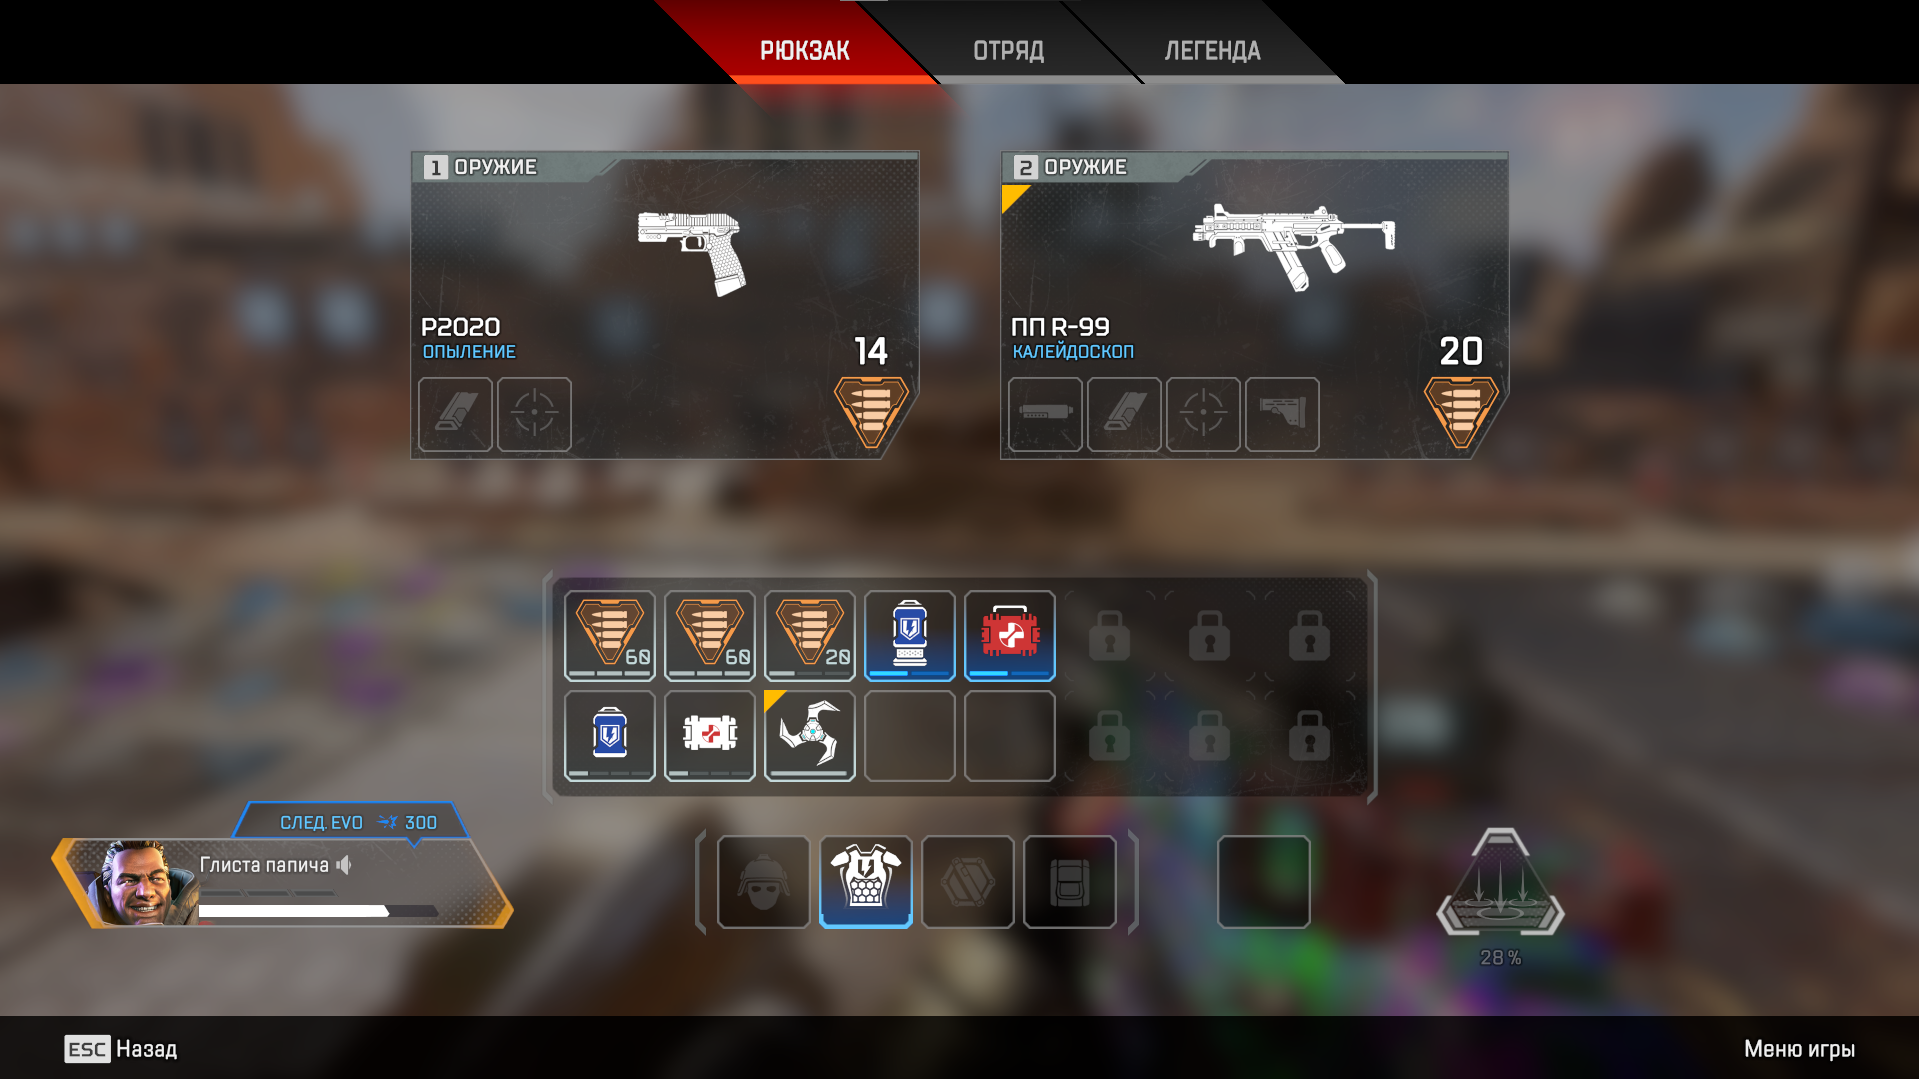 РЮКЗАК
ОТРЯД
ЛЕГЕНДА
1 ОРУЖИЕ
P2020
ОПЫЛЕНИЕ
14
2 ОРУЖИЕ
ПП R-99
КАЛЕЙДОСКОП
20
60
60
20
СЛЕД. EVO 300
Глиста папича
28 %
ESC Назад
Меню игры